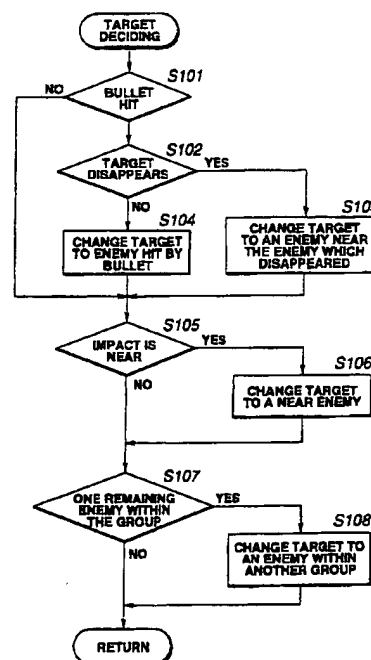 TARGET
DECIDING
S101
NO
BULLET
HIT
S102
TARGET
DISAPPEARS
YES
NO
S104
CHANGE TARGET
TO ENEMY HIT BY
BULLET
S10
CHANGE TARGET
TO AN ENEMY NEAR
THE ENEMY WHICH
DISAPPEARED
S105
IMPACT IS
NEAR
YES
NO
S106
CHANGE TARGET
TO A NEAR ENEMY
S107
ONE REMAINING
ENEMY WITHIN
THE GROUP
YES
NO
S108
CHANGE TARGET TO
AN ENEMY WITHIN
ANOTHER GROUP
RETURN